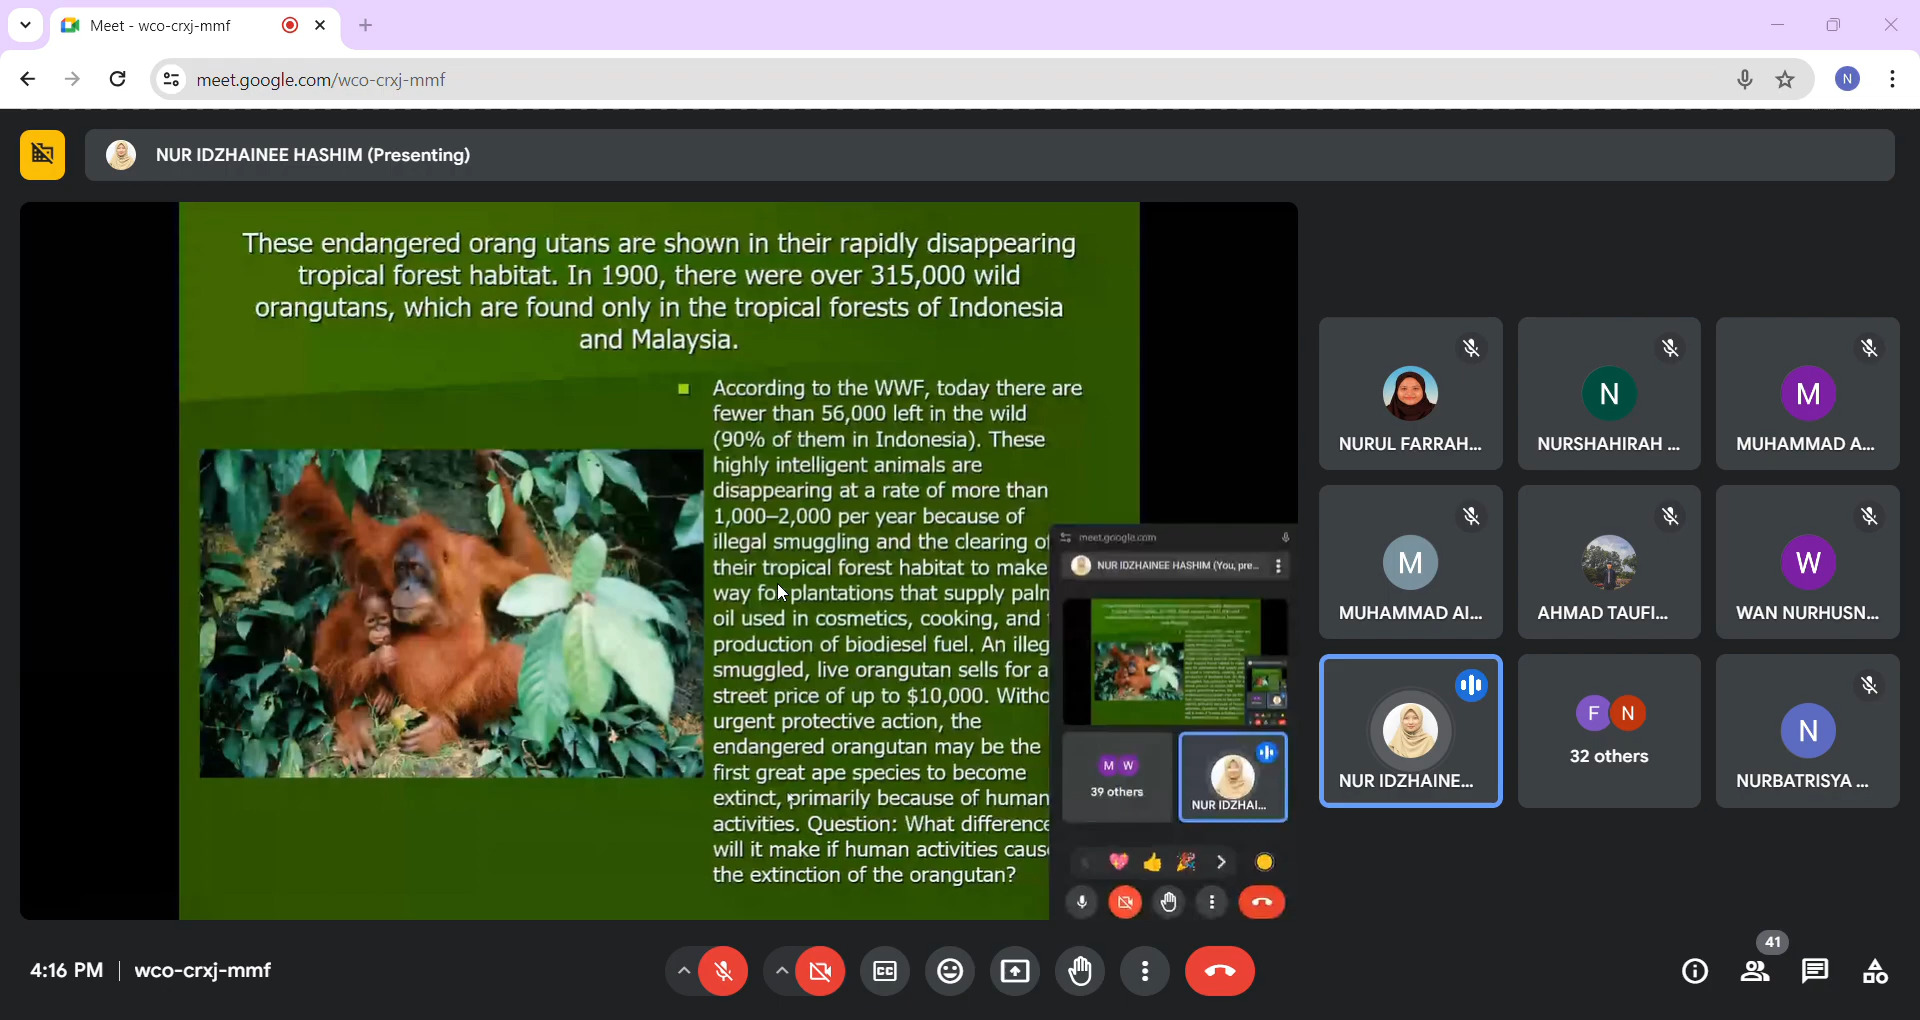 Meet - wco-crxj-mmf
meet.google.com/wco-crxj-mmf
N
NUR IDZHAINEE HASHIM (Presenting)
These endangered orang utans are shown in their rapidly disappearing
tropical forest habitat. In 1900, there were over 315,000 wild
orangutans, which are found only in the tropical forests of Indonesia
and Malaysia.
According to the WWF, today there are
fewer than 56,000 left in the wild
(90% of them in Indonesia). These
highly intelligent animals are
disappearing at a rate of more than
1,000–2,000 per year because of
illegal smuggling and the clearing of
their tropical forest habitat to make
way for plantations that supply palm
oil used in cosmetics, cooking, and
production of biodiesel fuel. An illeg
smuggled, live orangutan sells for a
street price of up to $10,000. Witho
urgent protective action, the
endangered orangutan may be the
first great ape species to become
extinct, primarily because of human
activities. Question: What difference
will it make if human activities caus
the extinction of the orangutan?
meet.google.com
NUR IDZHAINEE HASHIM (You, pre...
M W
39 others
NUR IDZHAI...
NURUL FARRAH...
N
NURSHAHIRAH ...
M
MUHAMMAD A...
M
MUHAMMAD AI...
AHMAD TAUFI...
W
WAN NURHUSN...
NUR IDZHAINE...
F N
32 others
N
NURBATRISYA ...
4:16 PM | wco-crxj-mmf
CC
41